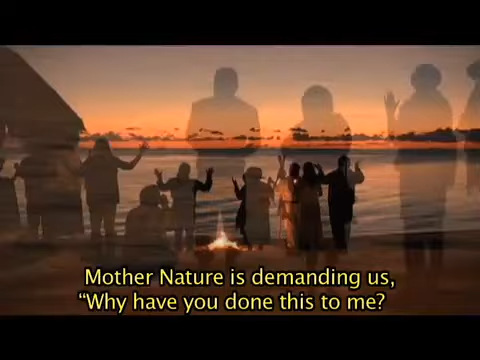 Mother Nature is demanding us,
“Why have you done this to me?